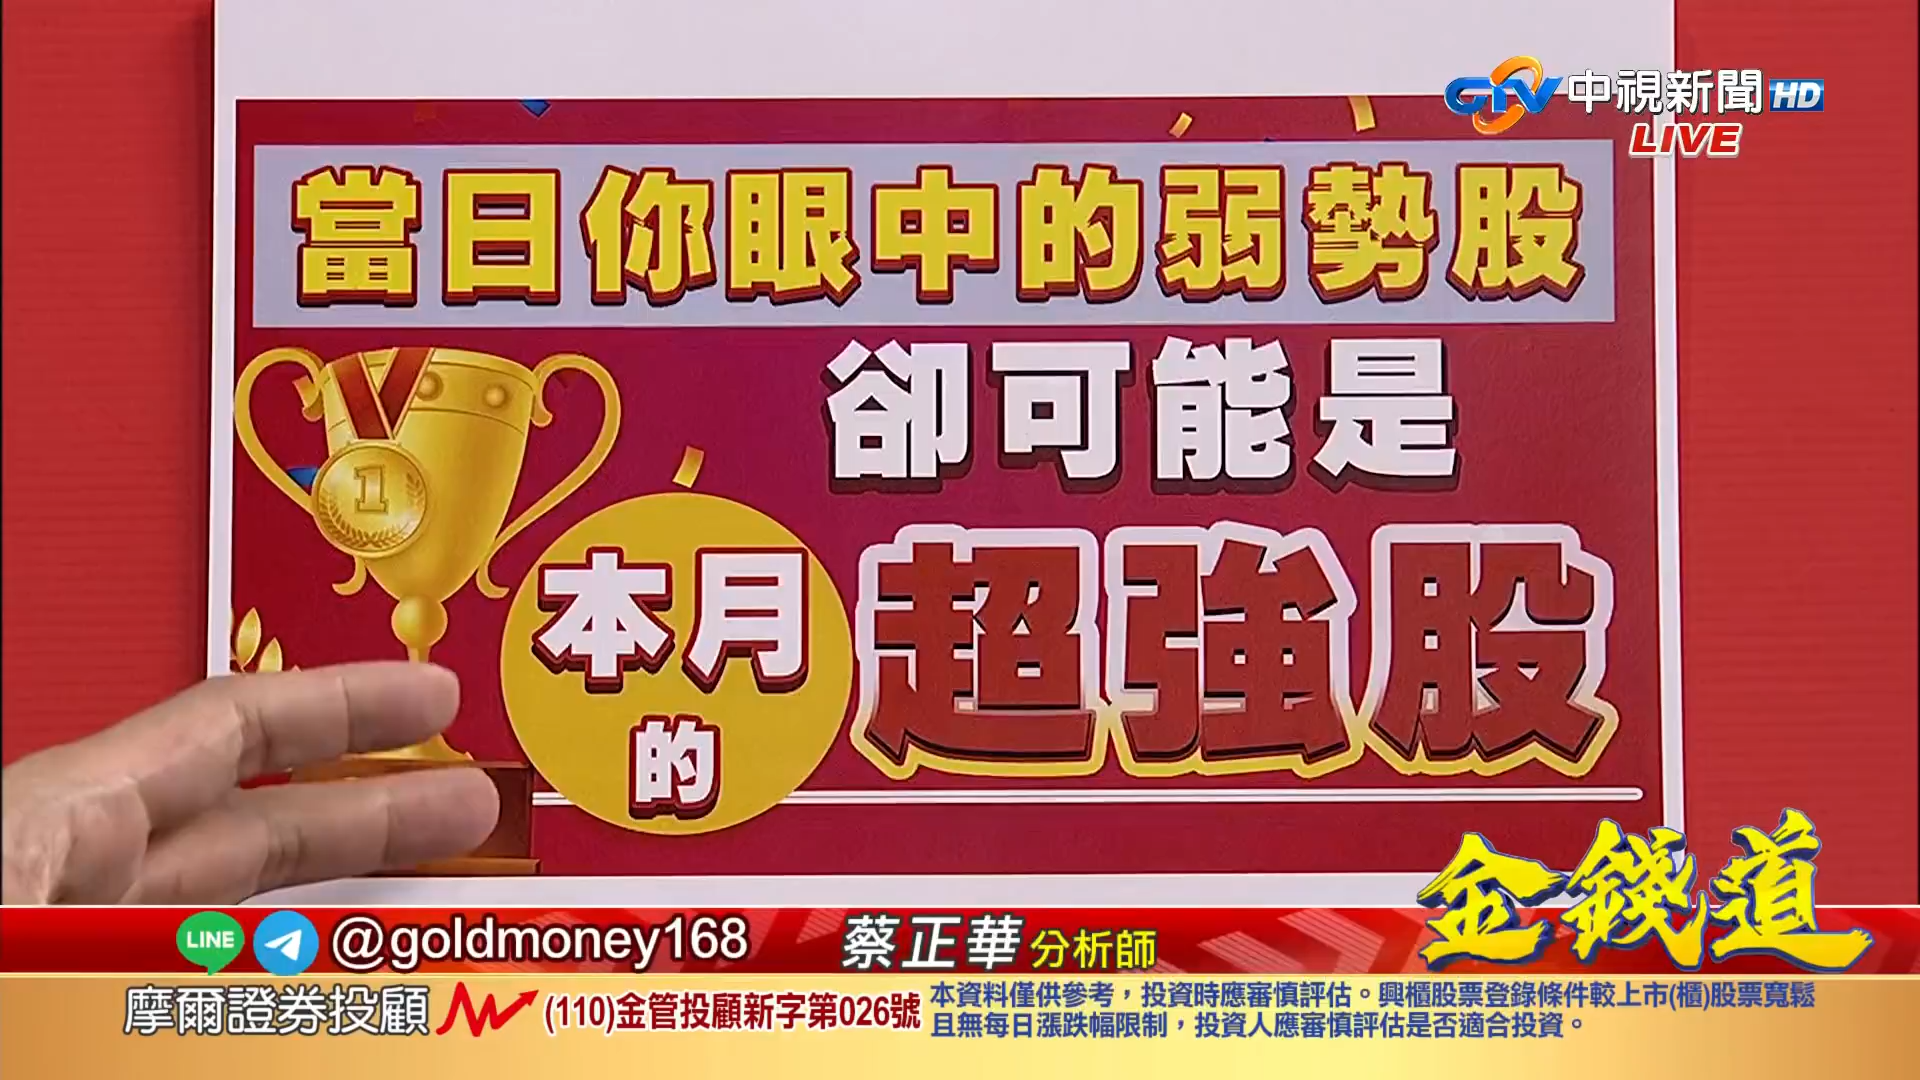 CTV 中視新聞 HD
LIVE
當日你眼中的弱勢股
卻可能是
1
本月
的
超強股
金錢道
LINE @goldmoney168 蔡正華 分析師
摩爾證券投顧 (110)金管投顧新字第026號
本資料僅供參考，投資時應審慎評估。興櫃股票登錄條件較上市(櫃)股票寬鬆
且無每日漲跌幅限制，投資人應審慎評估是否適合投資。